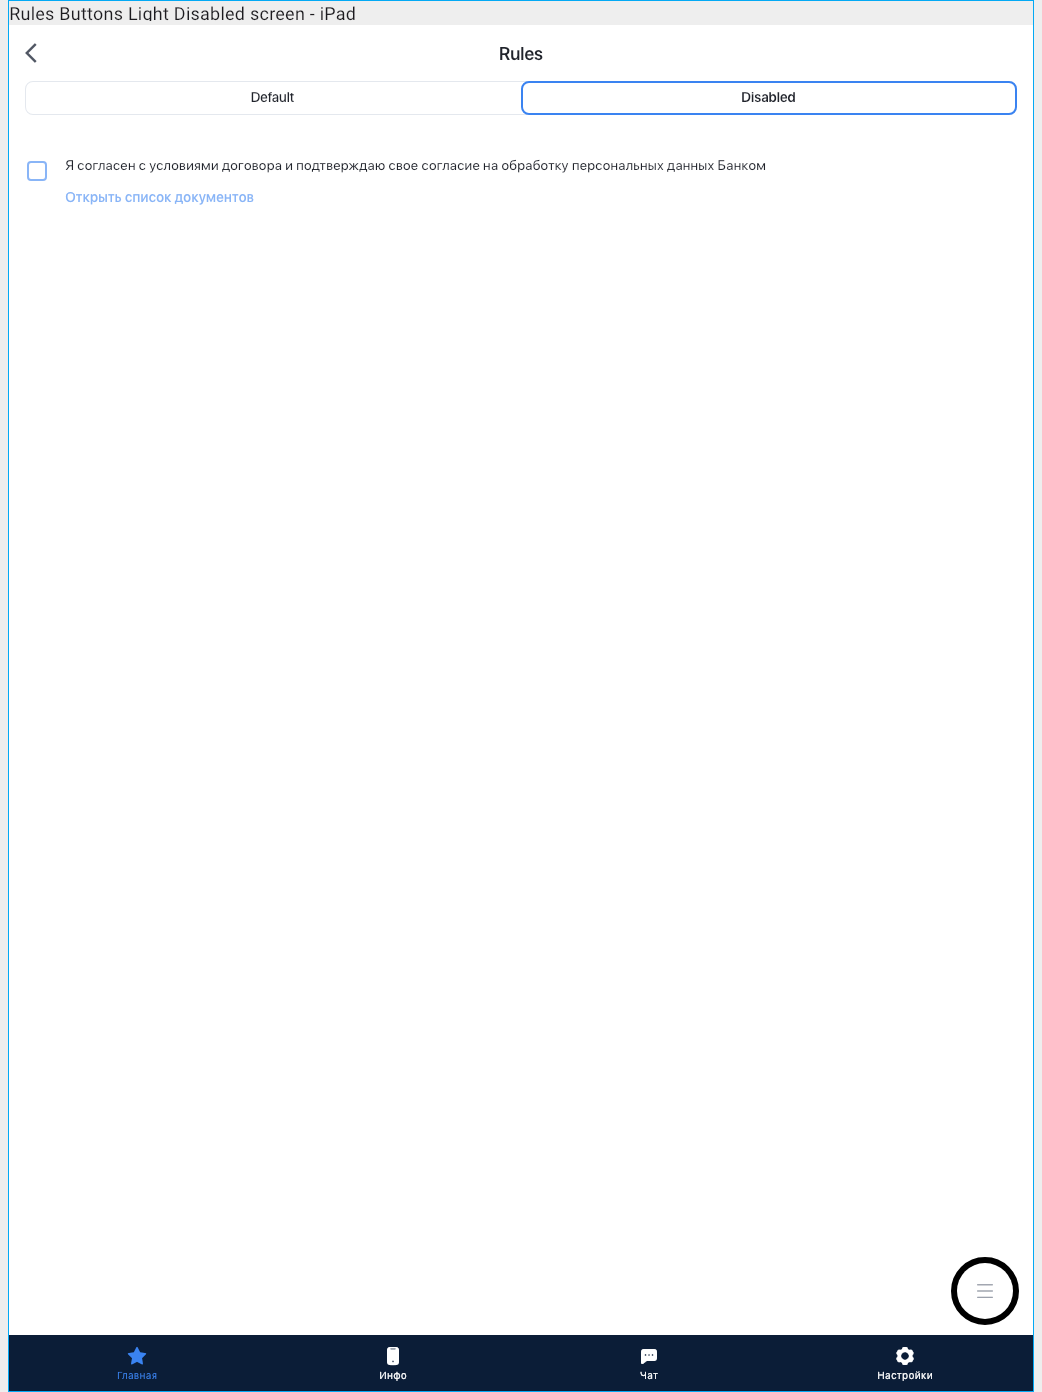 Rules Buttons Light Disabled screen - iPad
Rules
Default
Disabled
Я согласен с условиями договора и подтверждаю свое согласие на обработку персональных данных Банком
Открыть список документов
Главная
Инфо
Чат
Настройки